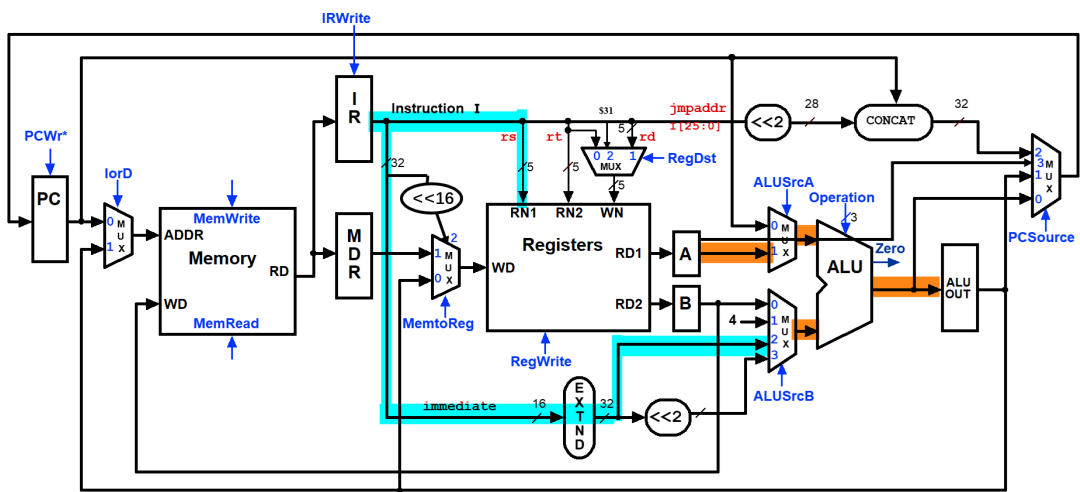 IRWrite
I
R
Instruction I
$31
jmpaddr
I[25:0]
28
32
<<2
CONCAT
PCWr*
PC
IorD
0
M
U
1
X
MemWrite
ADDR
Memory
RD
WD
MemRead
rs
rt
5
rd
0 2 1
MUX
RegDst
32
5
5
5
<<16
M
D
R
2
1
M
U
0
X
MemtoReg
RN1
RN2
WN
Registers
WD
RD1
RD2
RegWrite
A
B
ALUSrcA
0
M
U
1
X
Operation
3
Zero
ALU
ALU
OUT
2
3
M
1
U
X
0
PCSource
4
0
1
M
2
U
3
X
ALUSrcB
immediate
16
E
X
T
N
D
32
<<2